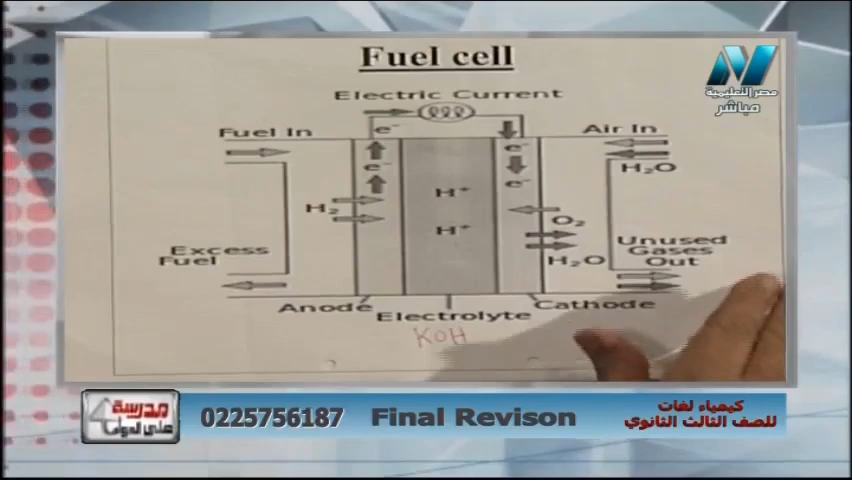 Fuel cell
مصر التعليمية
مباشر
Electric Current
Fuel In
e⁻
e⁻
Air In
e⁻
H₂O
e⁻
H⁺
H₂
O₂
H⁺
Excess
Fuel
Unused
Gases
Out
H₂O
Anode
Electrolyte
Cathode
KOH
مدرسة
على الهواء
0225756187
Final Revison
كيمياء لغات
للصف الثالث الثانوي